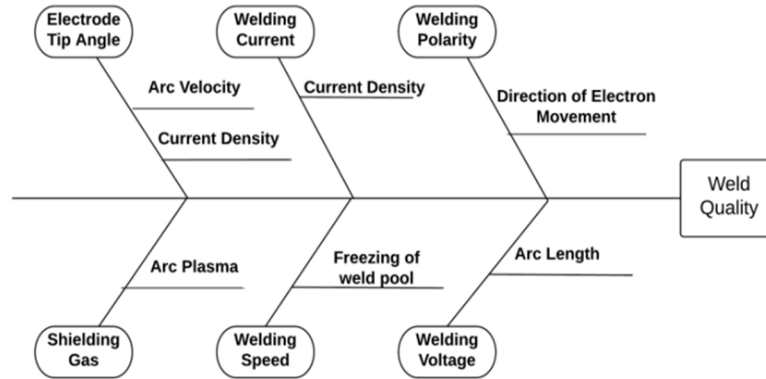 Electrode
Tip Angle
Welding
Current
Welding
Polarity
Arc Velocity
Current Density
Current Density
Direction of Electron
Movement
Weld
Quality
Arc Plasma
Freezing of
weld pool
Arc Length
Shielding
Gas
Welding
Speed
Welding
Voltage